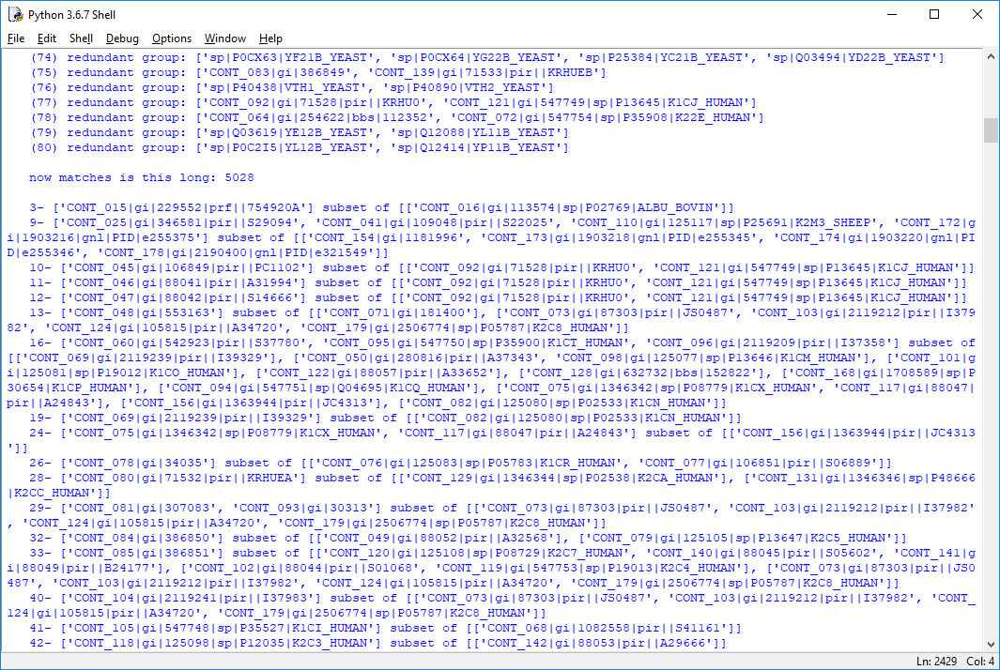 Python 3.6.7 Shell
File Edit Shell Debug Options Window Help
(74) redundant group: ['sp|P0CX63|YF21B_YEAST', 'sp|P0CX64|YG22B_YEAST', 'sp|P25384|YC21B_YEAST', 'sp|Q03494|YD22B_YEAST']
(75) redundant group: ['CONT_083|gi|386849', 'CONT_139|gi|71533|pir||KRHUEB']
(76) redundant group: ['sp|P40438|VTH1_YEAST', 'sp|P40890|VTH2_YEAST']
(77) redundant group: ['CONT_092|gi|71528|pir||KRHU0', 'CONT_121|gi|547749|sp|P13645|K1CJ_HUMAN']
(78) redundant group: ['CONT_064|gi|254622|bbs|112352', 'CONT_072|gi|547754|sp|P35908|K22E_HUMAN']
(79) redundant group: ['sp|Q03619|YE12B_YEAST', 'sp|Q12088|YL11B_YEAST']
(80) redundant group: ['sp|P0C2I5|YL12B_YEAST', 'sp|Q12414|YP11B_YEAST']
now matches is this long: 5028
3- ['CONT_015|gi|229552|prf||754920A'] subset of [['CONT_016|gi|113574|sp|P02769|ALBU_BOVIN']]
9- ['CONT_025|gi|346581|pir||S29094', 'CONT_041|gi|109048|pir||S22025', 'CONT_110|gi|125117|sp|P25691|K2M3_SHEEP', 'CONT_172|g
i|1903216|gnl|PID|e255375'] subset of [['CONT_154|gi|1181996', 'CONT_173|gi|1903218|gnl|PID|e255345', 'CONT_174|gi|1903220|gnl|PI
D|e255346', 'CONT_178|gi|2190400|gnl|PID|e321549']]
10- ['CONT_045|gi|106849|pir||PC1102'] subset of [['CONT_092|gi|71528|pir||KRHU0', 'CONT_121|gi|547749|sp|P13645|K1CJ_HUMAN']]
11- ['CONT_046|gi|88041|pir||A31994'] subset of [['CONT_092|gi|71528|pir||KRHU0', 'CONT_121|gi|547749|sp|P13645|K1CJ_HUMAN']]
12- ['CONT_047|gi|88042|pir||S14666'] subset of [['CONT_092|gi|71528|pir||KRHU0', 'CONT_121|gi|547749|sp|P13645|K1CJ_HUMAN']]
13- ['CONT_048|gi|553163'] subset of [['CONT_071|gi|181400'], ['CONT_073|gi|87303|pir||JS0487', 'CONT_103|gi|2119212|pir||I379
82', 'CONT_124|gi|105815|pir||A34720', 'CONT_179|gi|2506774|sp|P05787|K2C8_HUMAN']]
16- ['CONT_060|gi|542923|pir||S37780', 'CONT_095|gi|547750|sp|P35900|K1CT_HUMAN', 'CONT_096|gi|2119209|pir||I37358'] subset of
[['CONT_069|gi|2119239|pir||I39329'], ['CONT_050|gi|280816|pir||A37343', 'CONT_098|gi|125077|sp|P13646|K1CM_HUMAN'], ['CONT_101|g
i|125081|sp|P19012|K1CO_HUMAN'], ['CONT_122|gi|88057|pir||A33652'], ['CONT_128|gi|632732|bbs|152822'], ['CONT_168|gi|1708589|sp|P
30654|K1CP_HUMAN'], ['CONT_094|gi|547751|sp|Q04695|K1CQ_HUMAN'], ['CONT_075|gi|1346342|sp|P08779|K1CX_HUMAN', 'CONT_117|gi|88047|
pir||A24843'], ['CONT_156|gi|1363944|pir||JC4313'], ['CONT_082|gi|125080|sp|P02533|K1CN_HUMAN']]
19- ['CONT_069|gi|2119239|pir||I39329'] subset of [['CONT_082|gi|125080|sp|P02533|K1CN_HUMAN']]
24- ['CONT_075|gi|1346342|sp|P08779|K1CX_HUMAN', 'CONT_117|gi|88047|pir||A24843'] subset of [['CONT_156|gi|1363944|pir||JC4313
']]
26- ['CONT_078|gi|34035'] subset of [['CONT_076|gi|125083|sp|P05783|K1CR_HUMAN', 'CONT_077|gi|106851|pir||S06889']]
28- ['CONT_080|gi|71532|pir||KRHUEA'] subset of [['CONT_129|gi|1346344|sp|P02538|K2CA_HUMAN'], ['CONT_131|gi|1346346|sp|P48666
|K2CC_HUMAN']]
29- ['CONT_081|gi|307083', 'CONT_093|gi|30313'] subset of [['CONT_073|gi|87303|pir||JS0487', 'CONT_103|gi|2119212|pir||I37982'
, 'CONT_124|gi|105815|pir||A34720', 'CONT_179|gi|2506774|sp|P05787|K2C8_HUMAN']]
32- ['CONT_084|gi|386850'] subset of [['CONT_049|gi|88052|pir||A32568'], ['CONT_079|gi|125105|sp|P13647|K2C5_HUMAN']]
33- ['CONT_085|gi|386851'] subset of [['CONT_120|gi|125108|sp|P08729|K2C7_HUMAN', 'CONT_140|gi|88045|pir||S05602', 'CONT_141|g
i|88049|pir||B24177'], ['CONT_102|gi|88044|pir||S01068', 'CONT_119|gi|547753|sp|P19013|K2C4_HUMAN'], ['CONT_073|gi|87303|pir||JS0
487', 'CONT_103|gi|2119212|pir||I37982', 'CONT_124|gi|105815|pir||A34720', 'CONT_179|gi|2506774|sp|P05787|K2C8_HUMAN']]
40- ['CONT_104|gi|2119241|pir||I37983'] subset of [['CONT_073|gi|87303|pir||JS0487', 'CONT_103|gi|2119212|pir||I37982', 'CONT_
124|gi|105815|pir||A34720', 'CONT_179|gi|2506774|sp|P05787|K2C8_HUMAN']]
41- ['CONT_105|gi|547748|sp|P35527|K1CI_HUMAN'] subset of [['CONT_068|gi|1082558|pir||S41161']]
42- ['CONT_118|gi|125098|sp|P12035|K2C3_HUMAN'] subset of [['CONT_142|gi|88053|pir||A29666']]
Ln: 2429 Col: 4